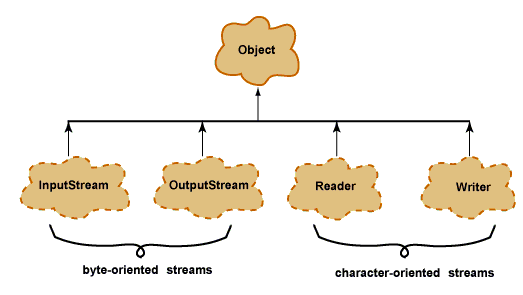 Object
InputStream
OutputStream
Reader
Writer
byte-oriented streams
character-oriented streams